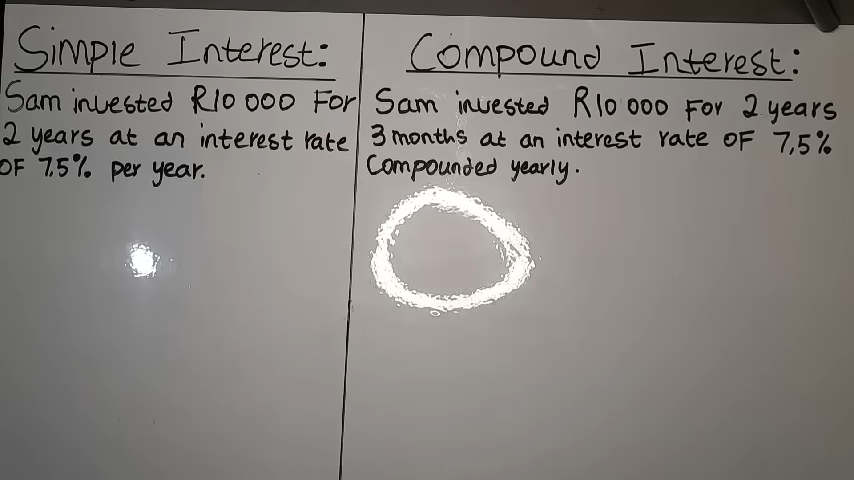 Simple Interest:
Sam invested R10 000 For
2 years at an interest rate
OF 7.5% per year.
Compound Interest:
Sam invested R10 000 For 2 years
3 months at an interest rate OF 7,5%
Compounded yearly.